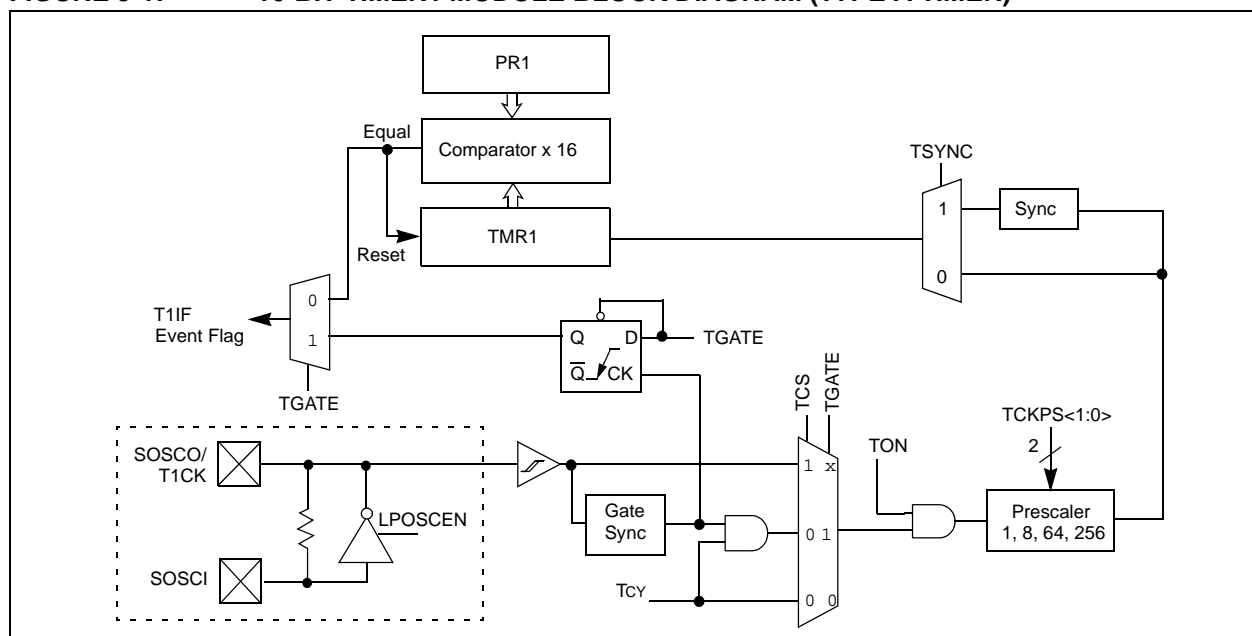 PR1
Equal
Comparator x 16
TSYNC
1
Sync
TMR1
Reset
0
0
T1IF
Event Flag
1
Q
D
TGATE
Q CK
TGATE
TCS
TGATE
TCKPS<1:0>
SOSCO/
T1CK
TON
2
1 x
LPOSCEN
Gate
Sync
0 1
Prescaler
1, 8, 64, 256
SOSCI
TCY
0 0